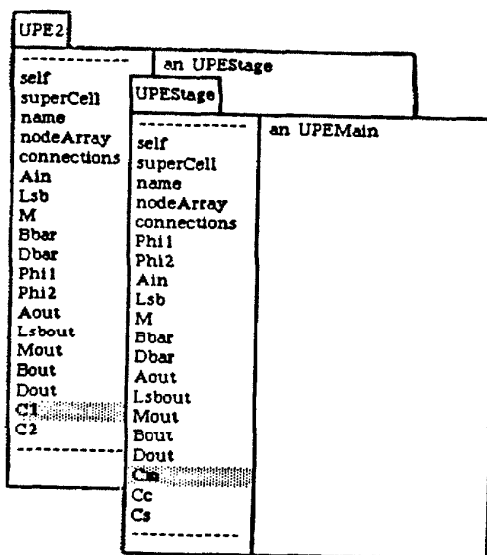 UPE2
------------
an UPEStage
self
superCell
name
nodeArray
connections
Ain
Lsb
M
Bbar
Dbar
Phi1
Phi2
Aout
Lsbout
Mout
Bout
Dout
C1
C2
------------
UPEStage
------------
an UPEMain
self
superCell
name
nodeArray
connections
Phi1
Phi2
Ain
Lsb
M
Bbar
Dbar
Aout
Lsbout
Mout
Bout
Dout
Cm
Cc
Cs
------------